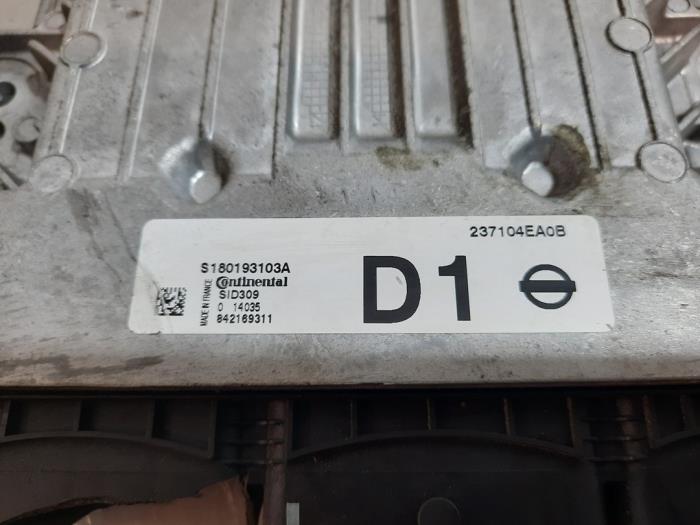 237104EA0B
S180193103A
Continental
SID309
0 14035
842169311
MADE IN FRANCE
D1